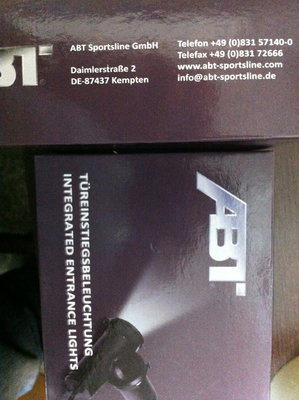 ABT
ABT Sportsline GmbH
Daimlerstraße 2
DE-87437 Kempten
Telefon +49 (0)831 57140-0
Telefax +49 (0)831 72666
www.abt-sportsline.com
info@abt-sportsline.de
ABT
TÜREINSTIEGSBELEUCHTUNG
INTEGRATED ENTRANCE LIGHTS